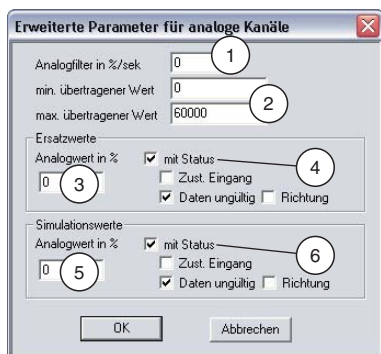 Erweiterte Parameter für analoge Kanäle
Analogfilter in %/sek 0 1
min. übertragener Wert 0
max. übertragener Wert 60000 2
Ersatzwerte
Analogwert in % mit Status 4
0 3 Zust. Eingang
Daten ungültig Richtung
Simulationswerte
Analogwert in % mit Status 6
0 5 Zust. Eingang
Daten ungültig Richtung
OK Abbrechen